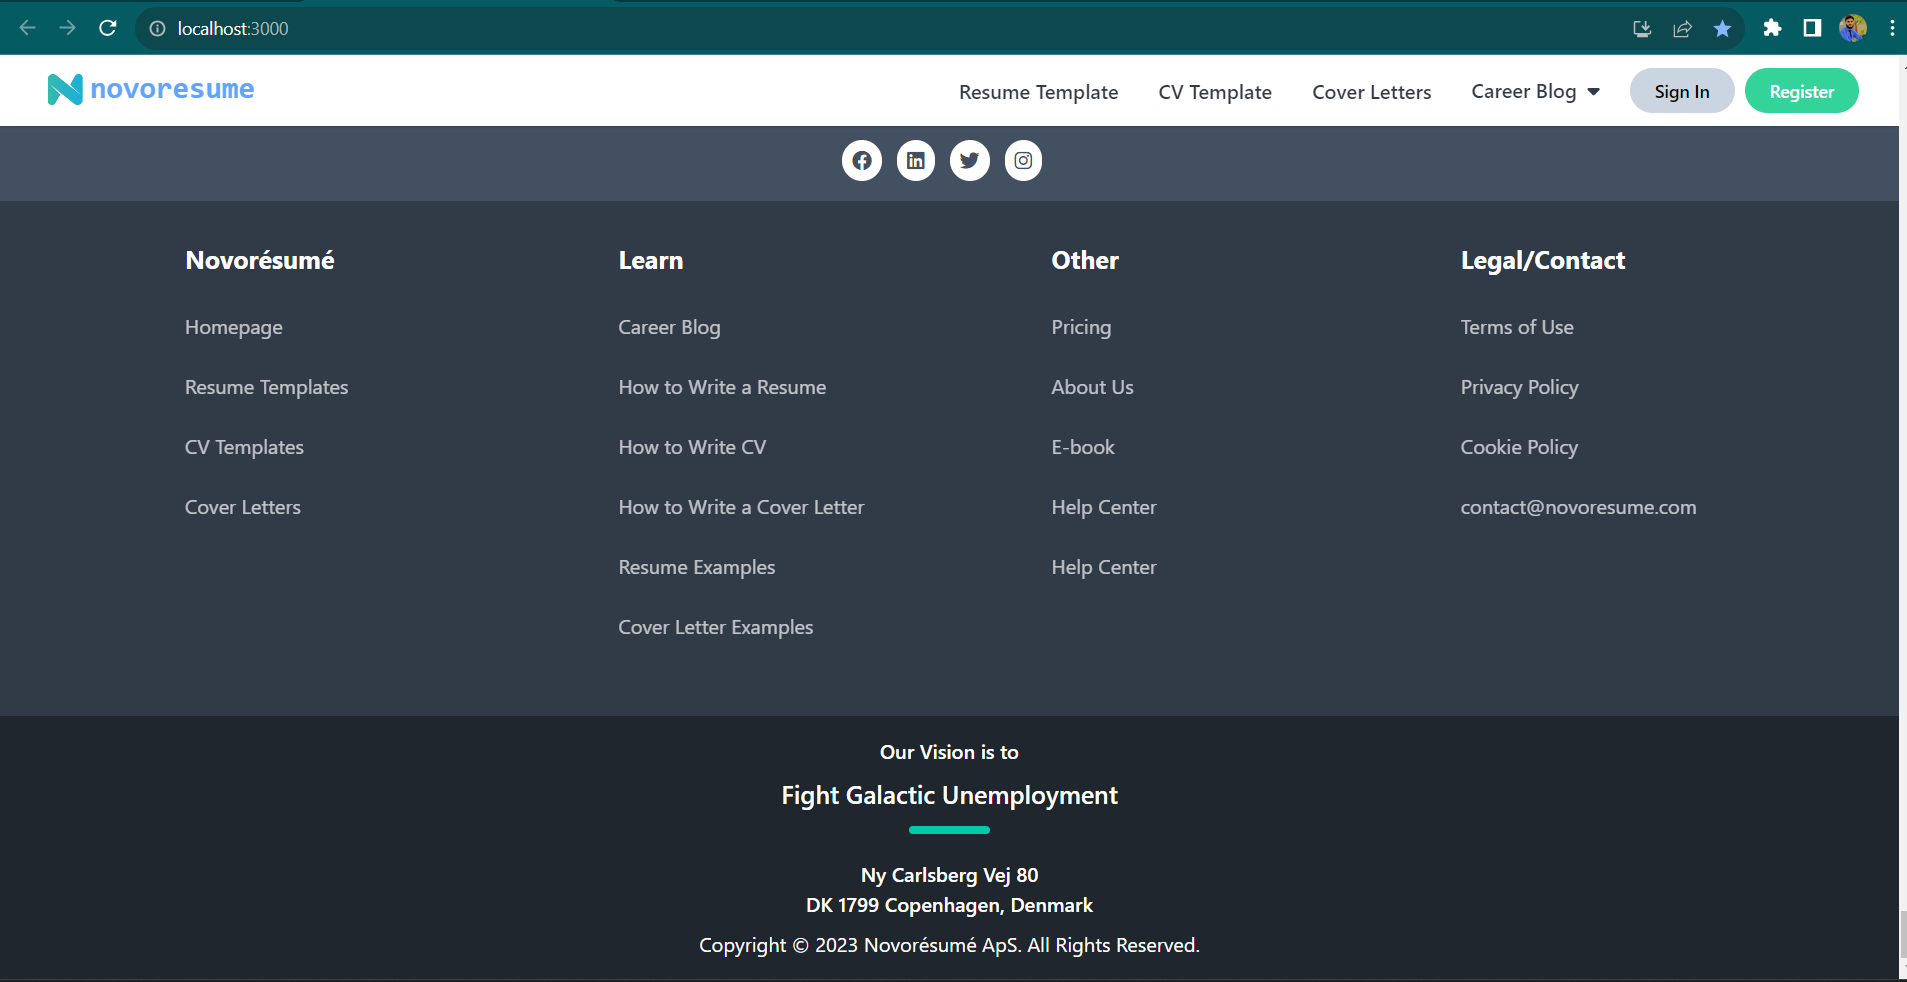 localhost:3000
novoresume
Resume Template
CV Template
Cover Letters
Career Blog
Sign In
Register
Novorésumé
Homepage
Resume Templates
CV Templates
Cover Letters
Learn
Career Blog
How to Write a Resume
How to Write CV
How to Write a Cover Letter
Resume Examples
Cover Letter Examples
Other
Pricing
About Us
E-book
Help Center
Help Center
Legal/Contact
Terms of Use
Privacy Policy
Cookie Policy
contact@novoresume.com
Our Vision is to
Fight Galactic Unemployment
Ny Carlsberg Vej 80
DK 1799 Copenhagen, Denmark
Copyright © 2023 Novorésumé ApS. All Rights Reserved.